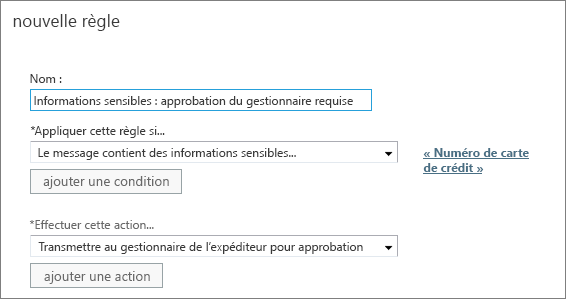 nouvelle règle
Nom :
Informations sensibles : approbation du gestionnaire requise
*Appliquer cette règle si...
Le message contient des informations sensibles...
« Numéro de carte
de crédit »
ajouter une condition
*Effectuer cette action...
Transmettre au gestionnaire de l'expéditeur pour approbation
ajouter une action